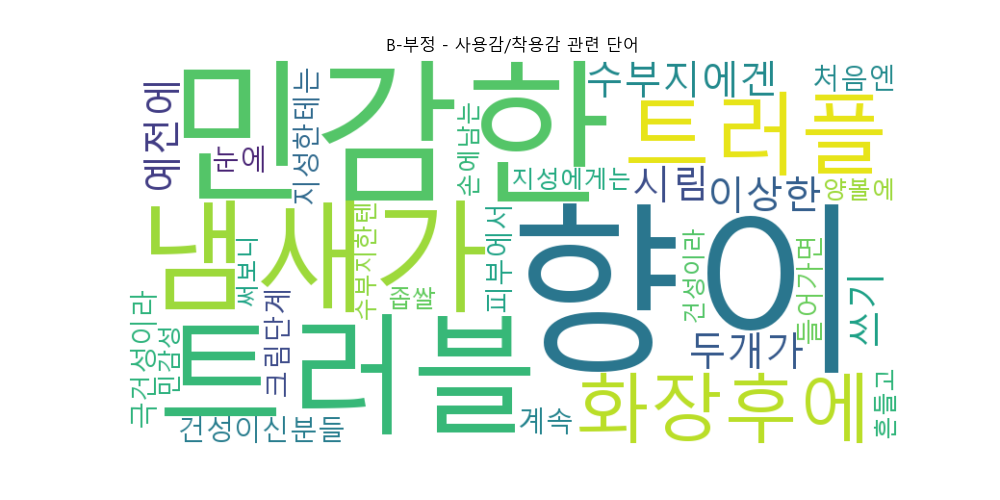 B-부정 - 사용감/착용감 관련 단어
예전에
민감한
눈에
지성한테는
손에남는
수부지에겐
처음엔
트러플
지성에게는
시림
이상한
양볼에
냄새가
향이
써보니
수부지한텐
좁쌀
피부에서
건성이라
들어가면
쓰기
극건성이라
민감성
트러블
크림단계
두개가
건성이신분들
계속
화장후에
흔들고